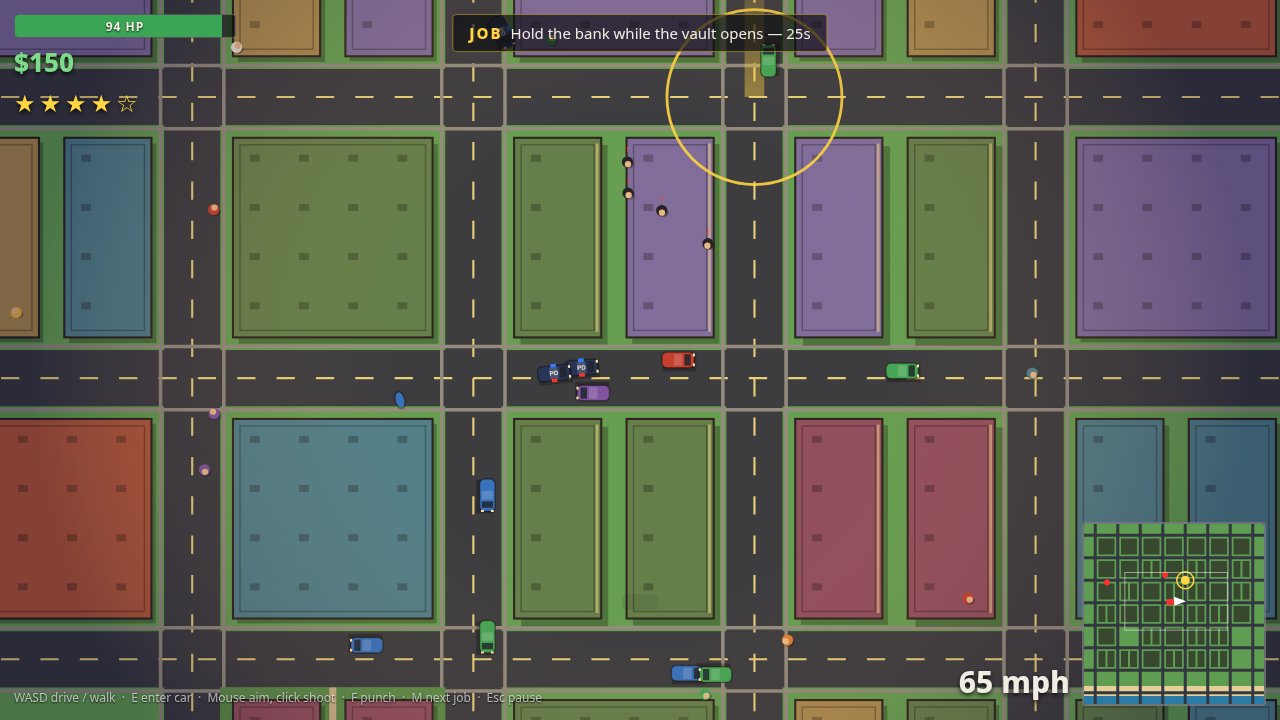 94 HP
JOB Hold the bank while the vault opens — 25s
$150
★★★★☆
PD
PD
65 mph
WASD drive / walk · E enter car · Mouse aim, click shoot · F punch · M next job · Esc pause